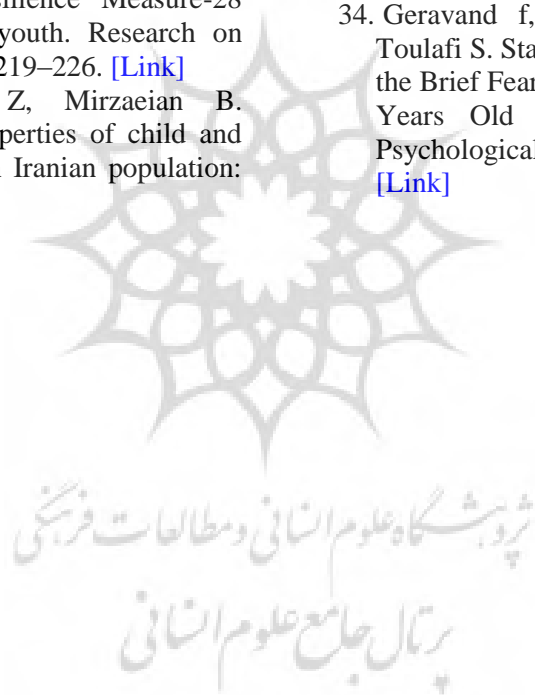 silience Measure-28
youth. Research on
219–226. [Link]
Z, Mirzaeian B.
perties of child and
n Iranian population:
34. Geravand f,
Toulafi S. Sta
the Brief Fear
Years Old
Psychological
[Link]
پژوهشگاه علوم انسانی و مطالعات فرهنگی
پرتال جامع علوم انسانی